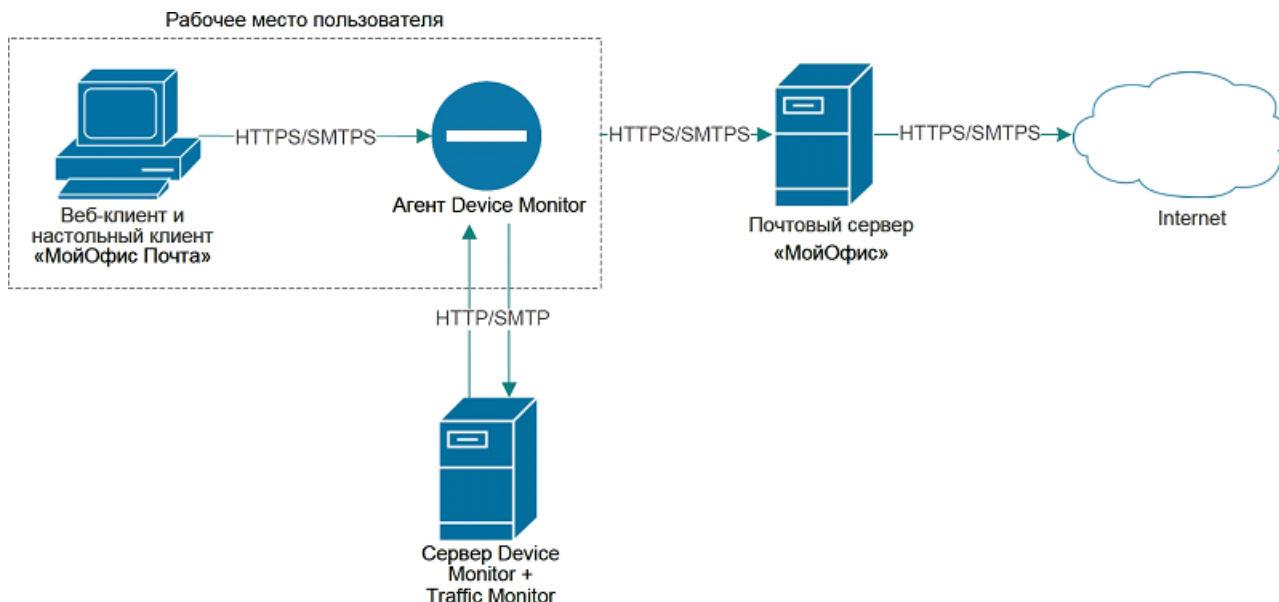 Рабочее место пользователя
HTTPS/SMTPS
HTTPS/SMTPS
HTTPS/SMTPS
Веб-клиент и
настольный клиент
«МойОфис Почта»
Агент Device Monitor
Почтовый сервер
«МойОфис»
Internet
HTTP/SMTP
Сервер Device
Monitor +
Traffic Monitor